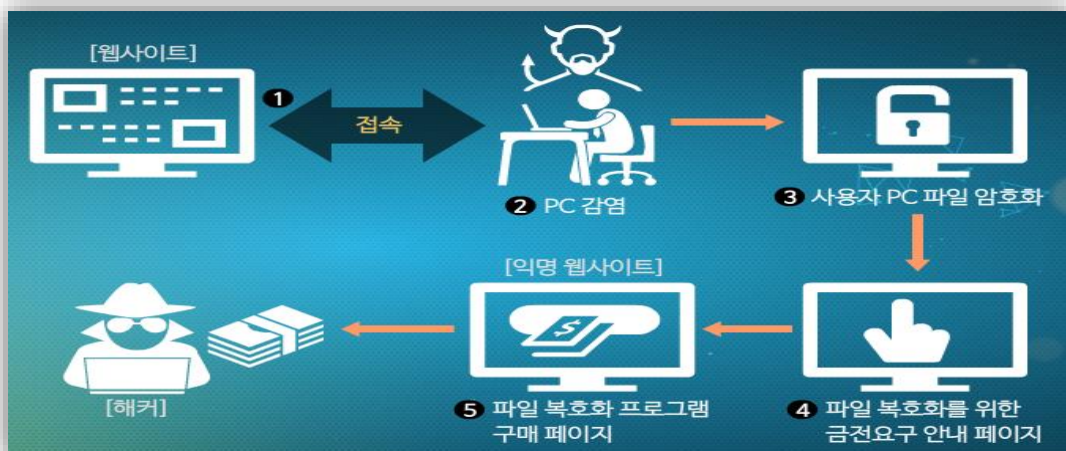 [웹사이트]
❶
접속
❷ PC 감염
❸ 사용자 PC 파일 암호화
❹ 파일 복호화를 위한
금전요구 안내 페이지
[익명 웹사이트]
$
❺ 파일 복호화 프로그램
구매 페이지
[해커]